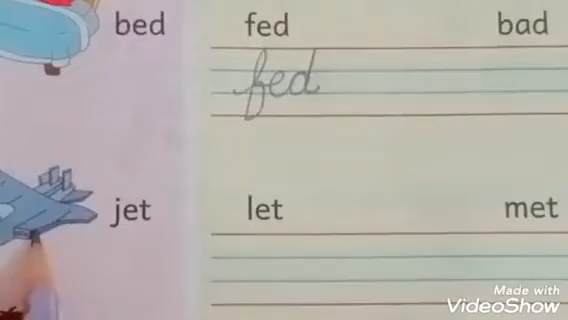 bed fed bad
fed
jet let met
Made with
VideoShow